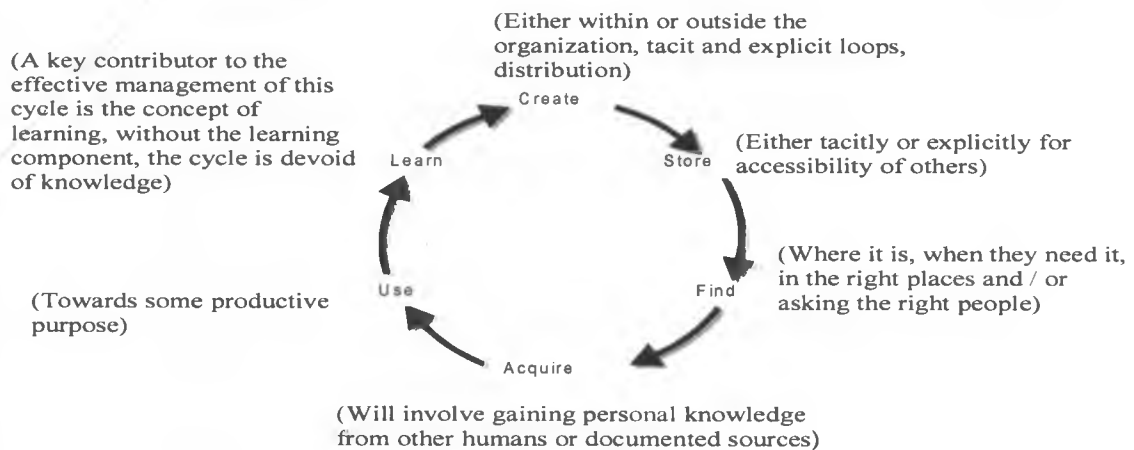 (Either within or outside the
organization, tacit and explicit loops,
distribution)
Create
(Either tacitly or explicitly for
accessibility of others)
Store
(Where it is, when they need it,
in the right places and / or
asking the right people)
Find
Acquire
(Will involve gaining personal knowledge
from other humans or documented sources)
Use
(Towards some productive
purpose)
Learn
(A key contributor to the
effective management of this
cycle is the concept of
learning, without the learning
component, the cycle is devoid
of knowledge)